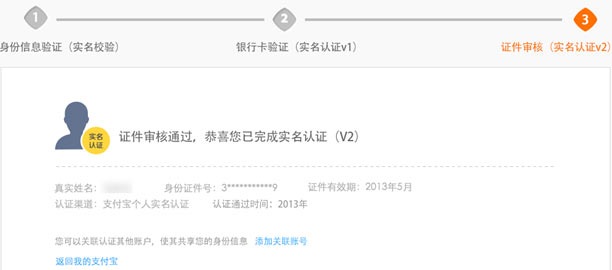 1 2 3
身份信息验证（实名校验） 银行卡验证（实名认证v1） 证件审核（实名认证v2）
实名
认证
证件审核通过，恭喜您已完成实名认证（V2）
真实姓名： 身份证件号：3***********9 证件有效期：2013年5月
认证渠道：支付宝个人实名认证 认证通过时间：2013年
您可以关联认证其他账户，使其共享您的身份信息 添加关联账号
返回我的支付宝